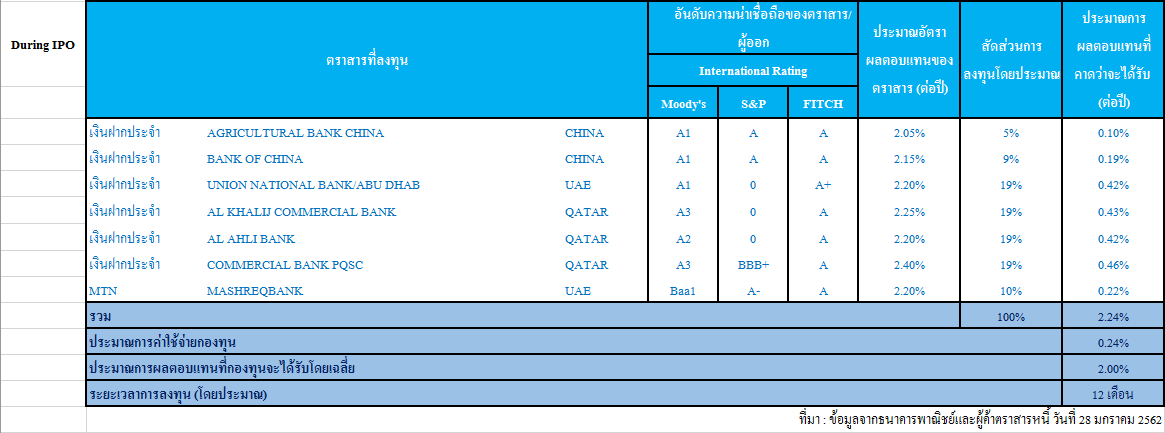 During IPO
ตราสารที่ลงทุน
อันดับความน่าเชื่อถือของตราสาร/
ผู้ออก
International Rating
Moody's S&P FITCH
ประมาณอัตรา
ผลตอบแทนของ
ตราสาร (ต่อปี)
สัดส่วนการ
ลงทุนโดยประมาณ
ประมาณการ
ผลตอบแทนที่
คาดว่าจะได้รับ
(ต่อปี)
เงินฝากประจำ AGRICULTURAL BANK CHINA CHINA A1 A A 2.05% 5% 0.10%
เงินฝากประจำ BANK OF CHINA CHINA A1 A A 2.15% 9% 0.19%
เงินฝากประจำ UNION NATIONAL BANK/ABU DHAB UAE A1 0 A+ 2.20% 19% 0.42%
เงินฝากประจำ AL KHALIJ COMMERCIAL BANK QATAR A3 0 A 2.25% 19% 0.43%
เงินฝากประจำ AL AHLI BANK QATAR A2 0 A 2.20% 19% 0.42%
เงินฝากประจำ COMMERCIAL BANK PQSC QATAR A3 BBB+ A 2.40% 19% 0.46%
MTN MASHREQBANK UAE Baa1 A- A 2.20% 10% 0.22%
รวม 100% 2.24%
ประมาณการค่าใช้จ่ายกองทุน 0.24%
ประมาณการผลตอบแทนที่กองทุนจะได้รับโดยเฉลี่ย 2.00%
ระยะเวลาการลงทุน (โดยประมาณ) 12 เดือน
ที่มา : ข้อมูลจากธนาคารพาณิชย์และผู้ค้าตราสารหนี้ วันที่ 28 มกราคม 2562